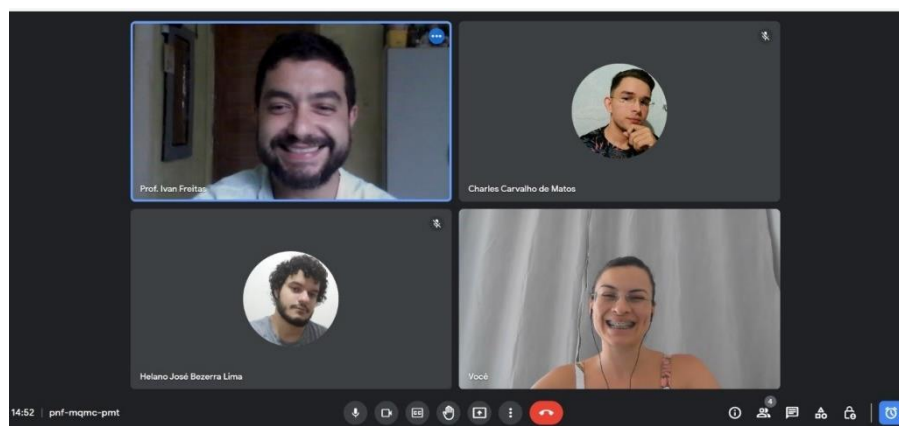 Prof. Ivan Freitas
Charles Carvalho de Matos
Helano José Bezerra Lima
Você
14:52 | pnf-mqmc-pmt
4